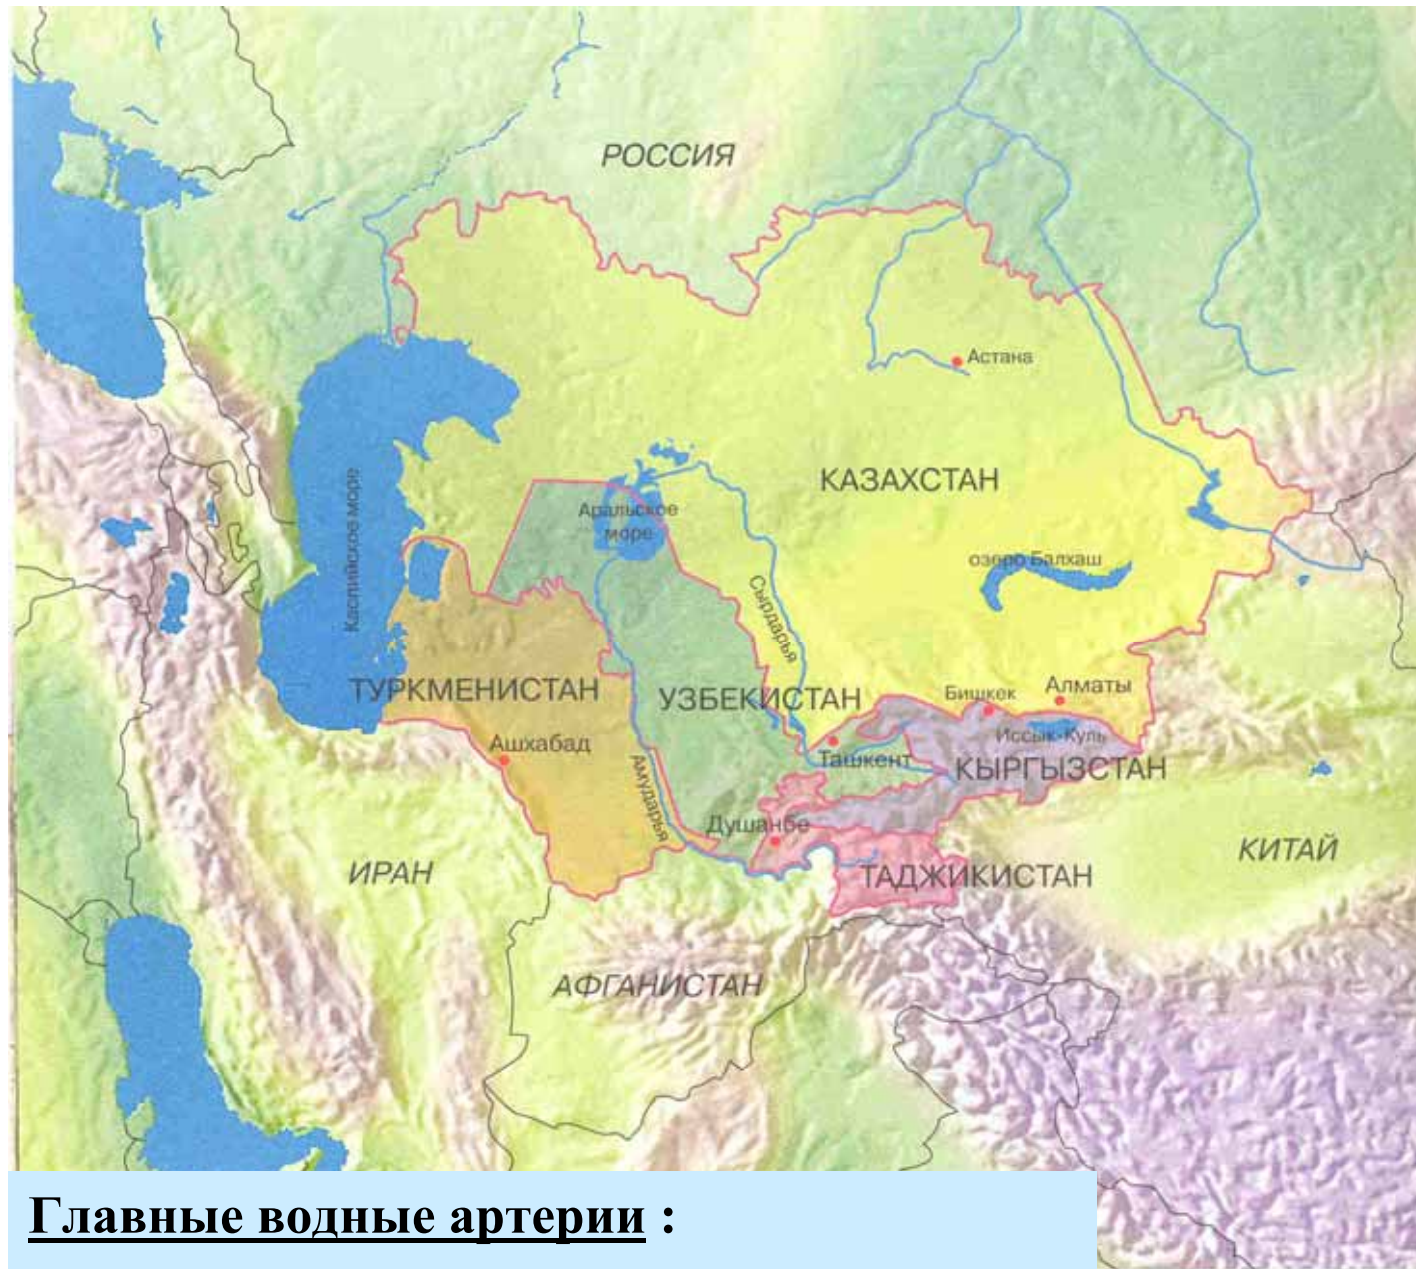 РОССИЯ
Астана
КАЗАХСТАН
Каспийское море
Аральское
море
озеро Балхаш
Сырдарья
ТУРКМЕНИСТАН
УЗБЕКИСТАН
Бишкек
Алматы
Иссык-Куль
Ашхабад
Ташкент
КЫРГЫЗСТАН
Амударья
Душанбе
ИРАН
ТАДЖИКИСТАН
КИТАЙ
АФГАНИСТАН
Главные водные артерии :